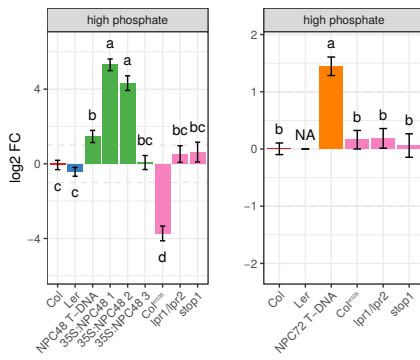 high phosphate
high phosphate
log2 FC
4
0
−4
a
a
b
bc
bc
bc
c
c
d
Col
Ler
NPC48 T−DNA
35S:NPC48 1
35S:NPC48 2
35S:NPC48 3
lpr1/lpr2
stop1
2
1
0
−1
−2
a
b
NA
b
b
b
Col
Ler
NPC72 T−DNA
lpr1/lpr2
stop1